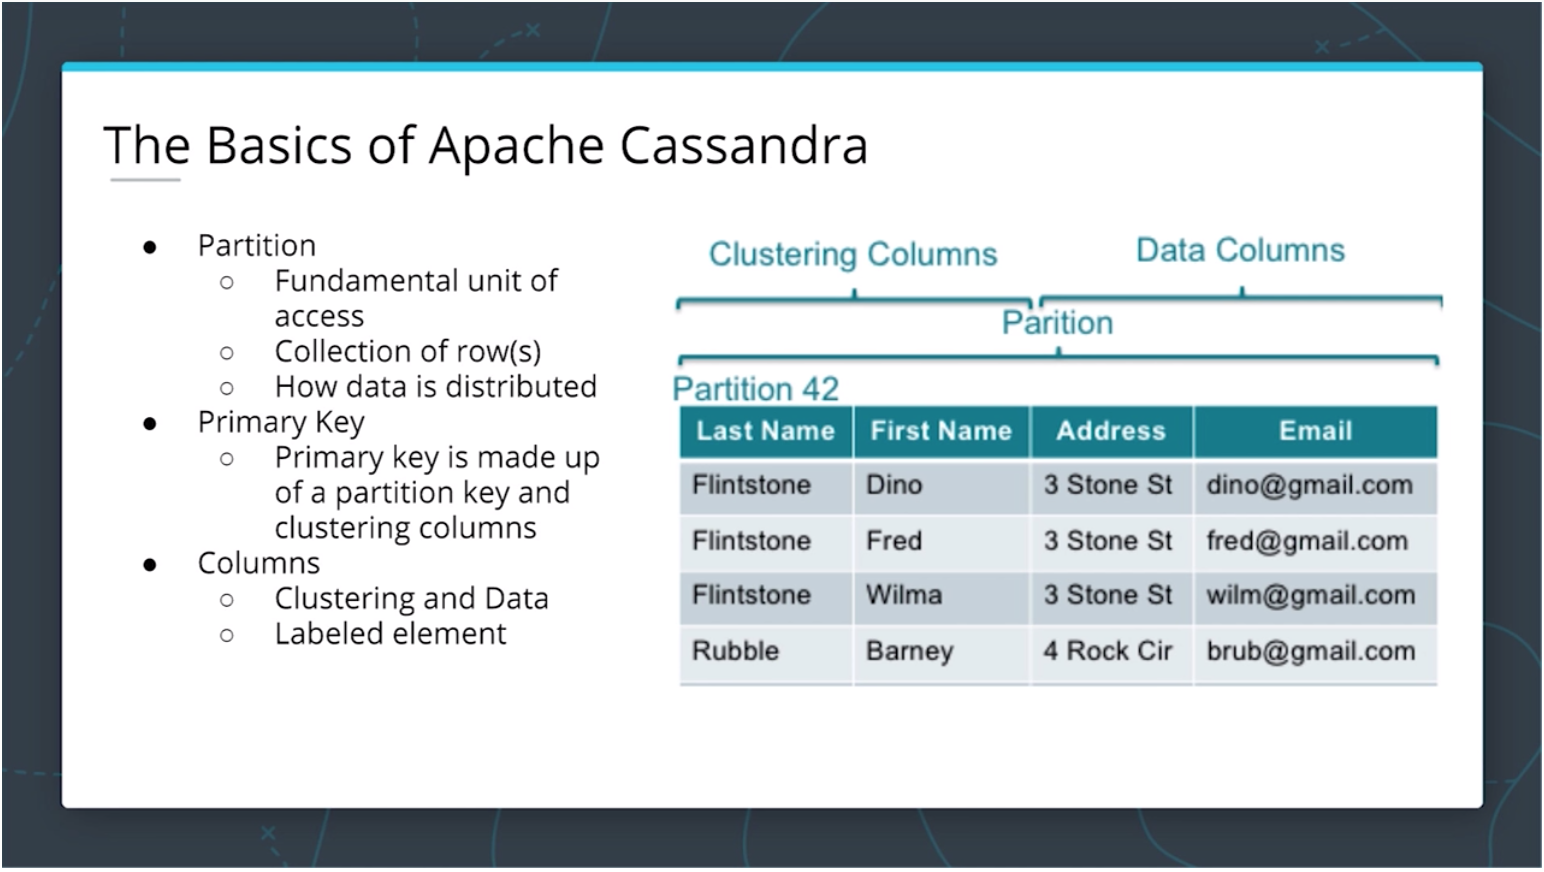 The Basics of Apache Cassandra
● Partition
○ Fundamental unit of
access
○ Collection of row(s)
○ How data is distributed
● Primary Key
○ Primary key is made up
of a partition key and
clustering columns
● Columns
○ Clustering and Data
○ Labeled element
Clustering Columns Data Columns
Parition
Partition 42
Last Name First Name Address Email
Flintstone Dino 3 Stone St dino@gmail.com
Flintstone Fred 3 Stone St fred@gmail.com
Flintstone Wilma 3 Stone St wilm@gmail.com
Rubble Barney 4 Rock Cir brub@gmail.com